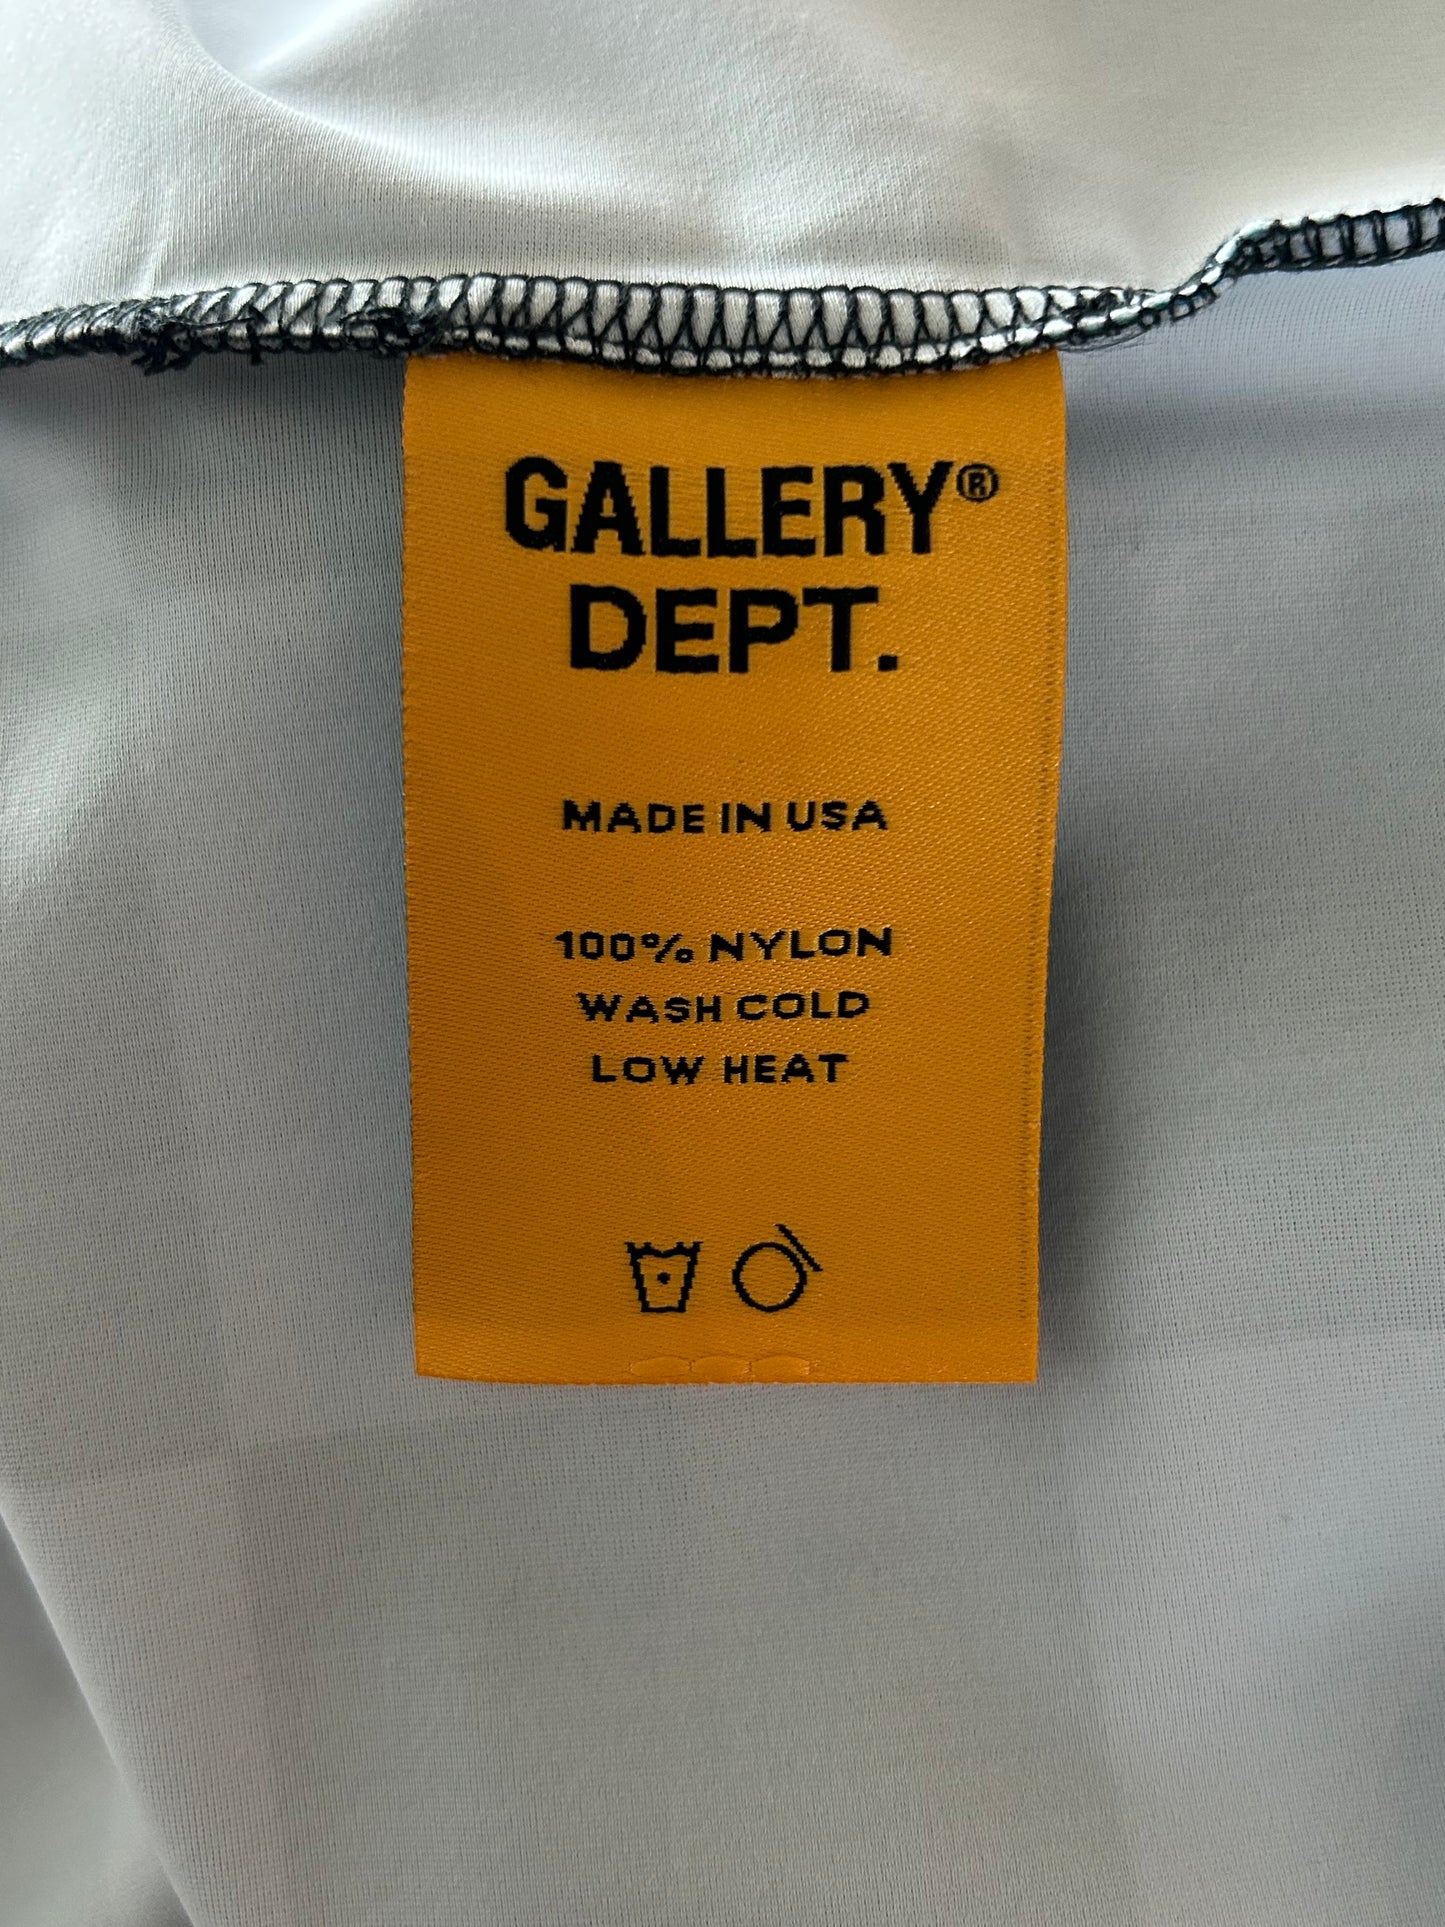 GALLERY®
DEPT.
MADE IN USA
100% NYLON
WASH COLD
LOW HEAT